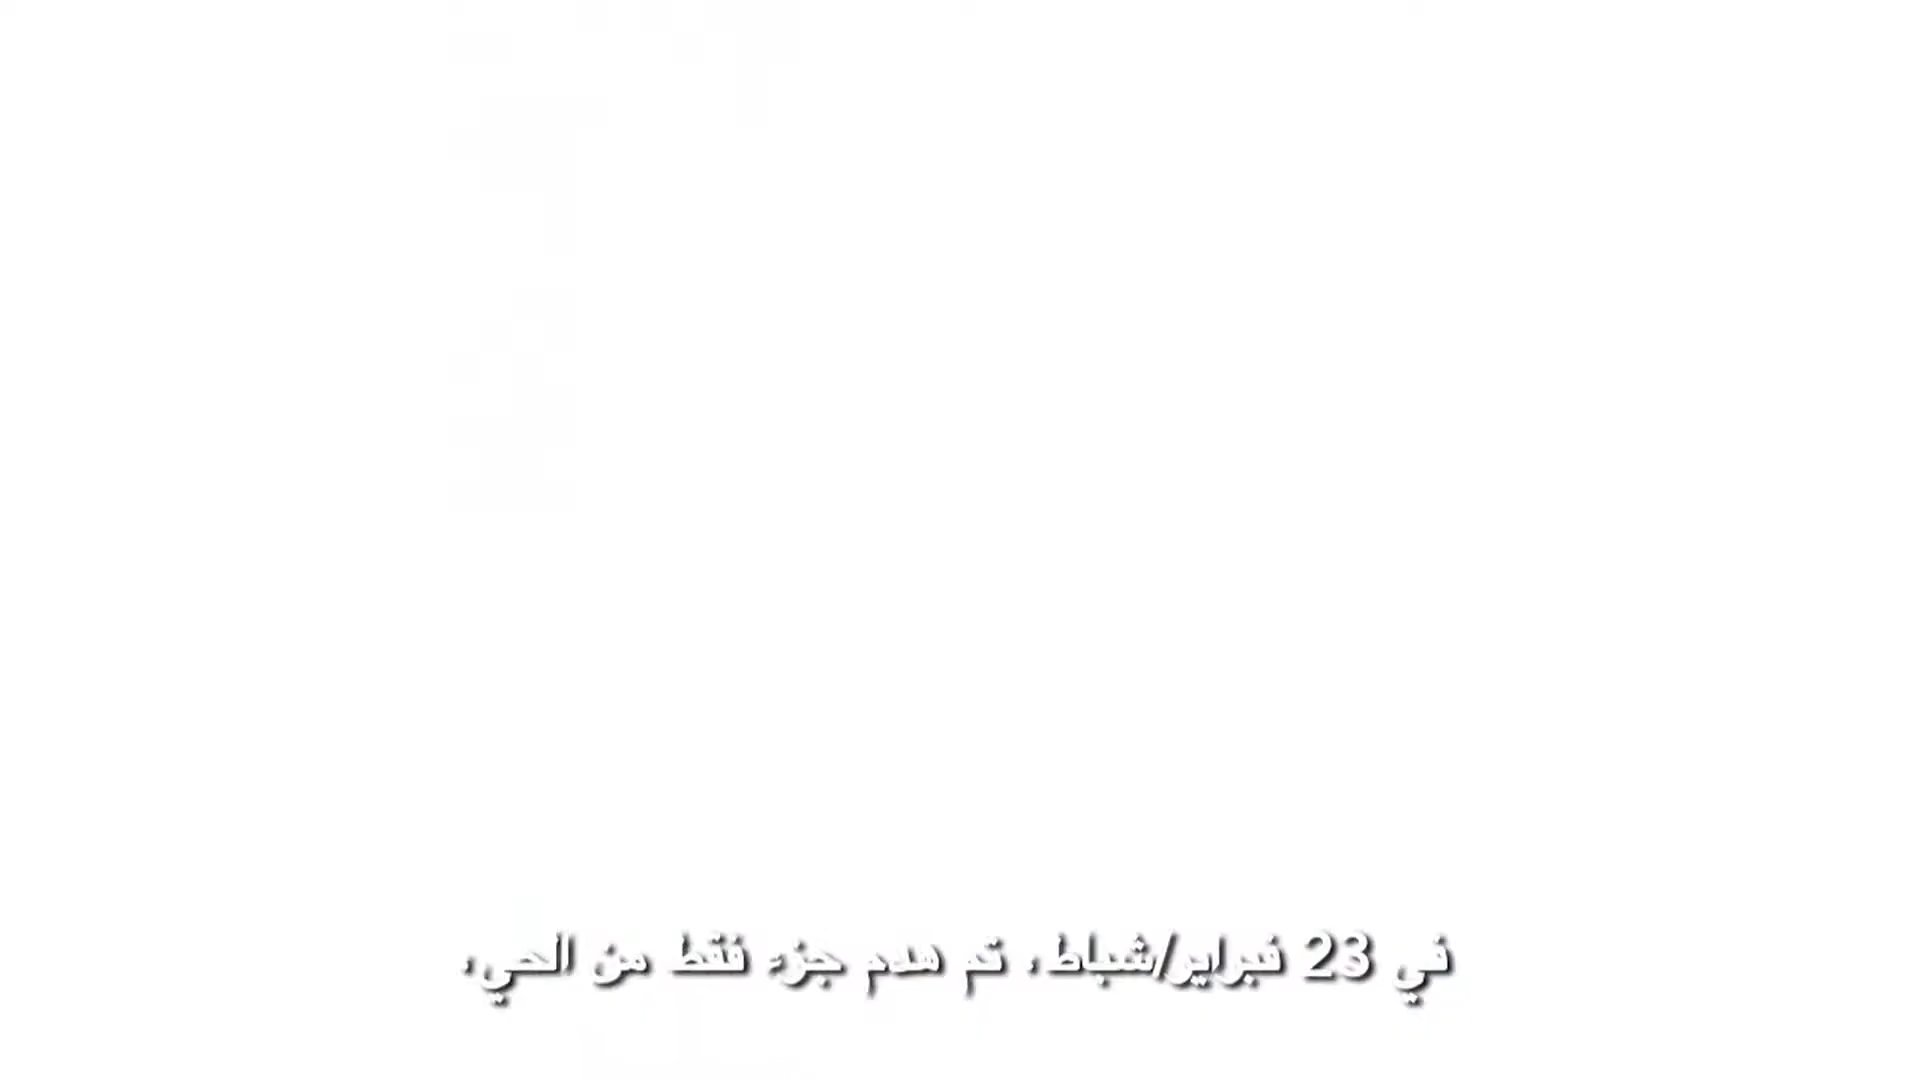 في 23 فبراير/شباط، تم هدم جزء فقط من الحي،